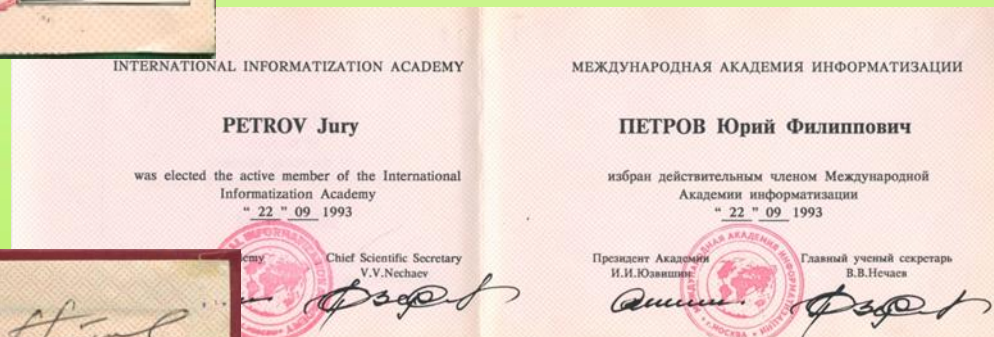 INTERNATIONAL INFORMATIZATION ACADEMY
PETROV Jury
was elected the active member of the International
Informatization Academy
“ 22 ” 09 1993
Chief Scientific Secretary
V.V.Nechaev
МЕЖДУНАРОДНАЯ АКАДЕМИЯ ИНФОРМАТИЗАЦИИ
ПЕТРОВ Юрий Филиппович
избран действительным членом Международной
Академии информатизации
“ 22 ” 09 1993
Президент Академии
И.И.Юзвишин
Главный ученый секретарь
В.В.Нечаев